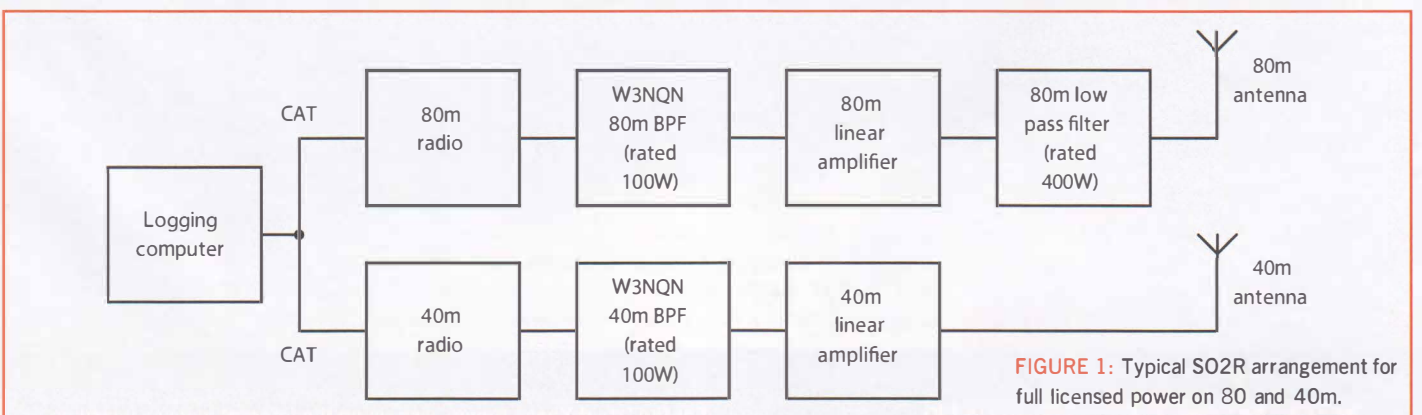 CAT
80m
radio
W3NQN
80m BPF
(rated
100W)
80m
linear
amplifier
80m low
pass filter
(rated
400W)
80m
antenna
Logging
computer
CAT
40m
radio
W3NQN
40m BPF
(rated
100W)
40m
linear
amplifier
40m
antenna
FIGURE 1: Typical SO2R arrangement for
full licensed power on 80 and 40m.